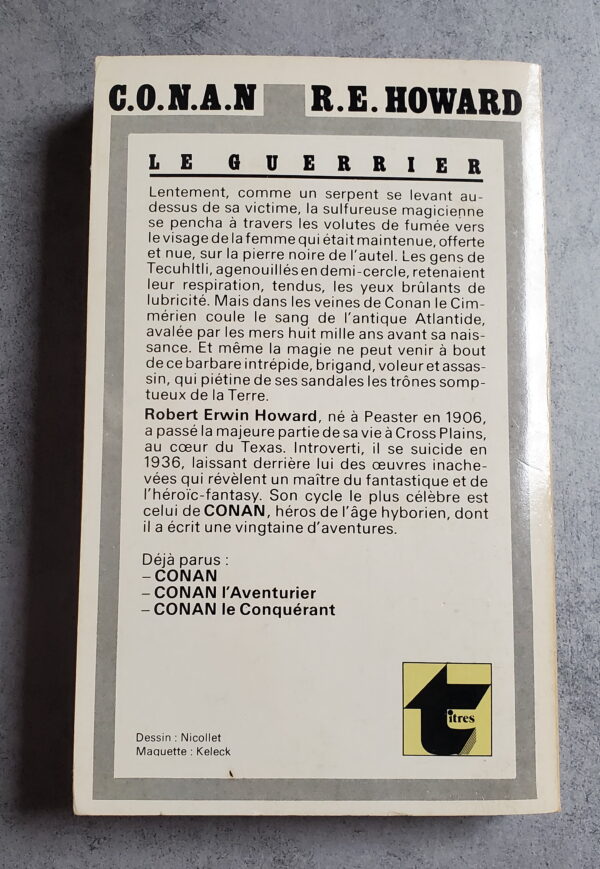 C.O.N.A.N R.E. HOWARD
LE GUERRIER
Lentement, comme un serpent se levant au-
dessus de sa victime, la sulfureuse magicienne
se pencha à travers les volutes de fumée vers
le visage de la femme qui était maintenue, offerte
et nue, sur la pierre noire de l'autel. Les gens de
Tecuhltli, agenouillés en demi-cercle, retenaient
leur respiration, tendus, les yeux brûlants de
lubricité. Mais dans les veines de Conan le Cim-
mérien coule le sang de l'antique Atlantide,
avalée par les mers huit mille ans avant sa nais-
sance. Et même la magie ne peut venir à bout
de ce barbare intrépide, brigand, voleur et assas-
sin, qui piétine de ses sandales les trônes somp-
tueux de la Terre.
Robert Erwin Howard, né à Peaster en 1906,
a passé la majeure partie de sa vie à Cross Plains,
au cœur du Texas. Introverti, il se suicide en
1936, laissant derrière lui des œuvres inache-
vées qui révèlent un maître du fantastique et de
l'héroïc-fantasy. Son cycle le plus célèbre est
celui de CONAN, héros de l'âge hyborien, dont
il a écrit une vingtaine d'aventures.
Déjà parus :
– CONAN
– CONAN l'Aventurier
– CONAN le Conquérant
titres
Dessin : Nicollet
Maquette : Keleck